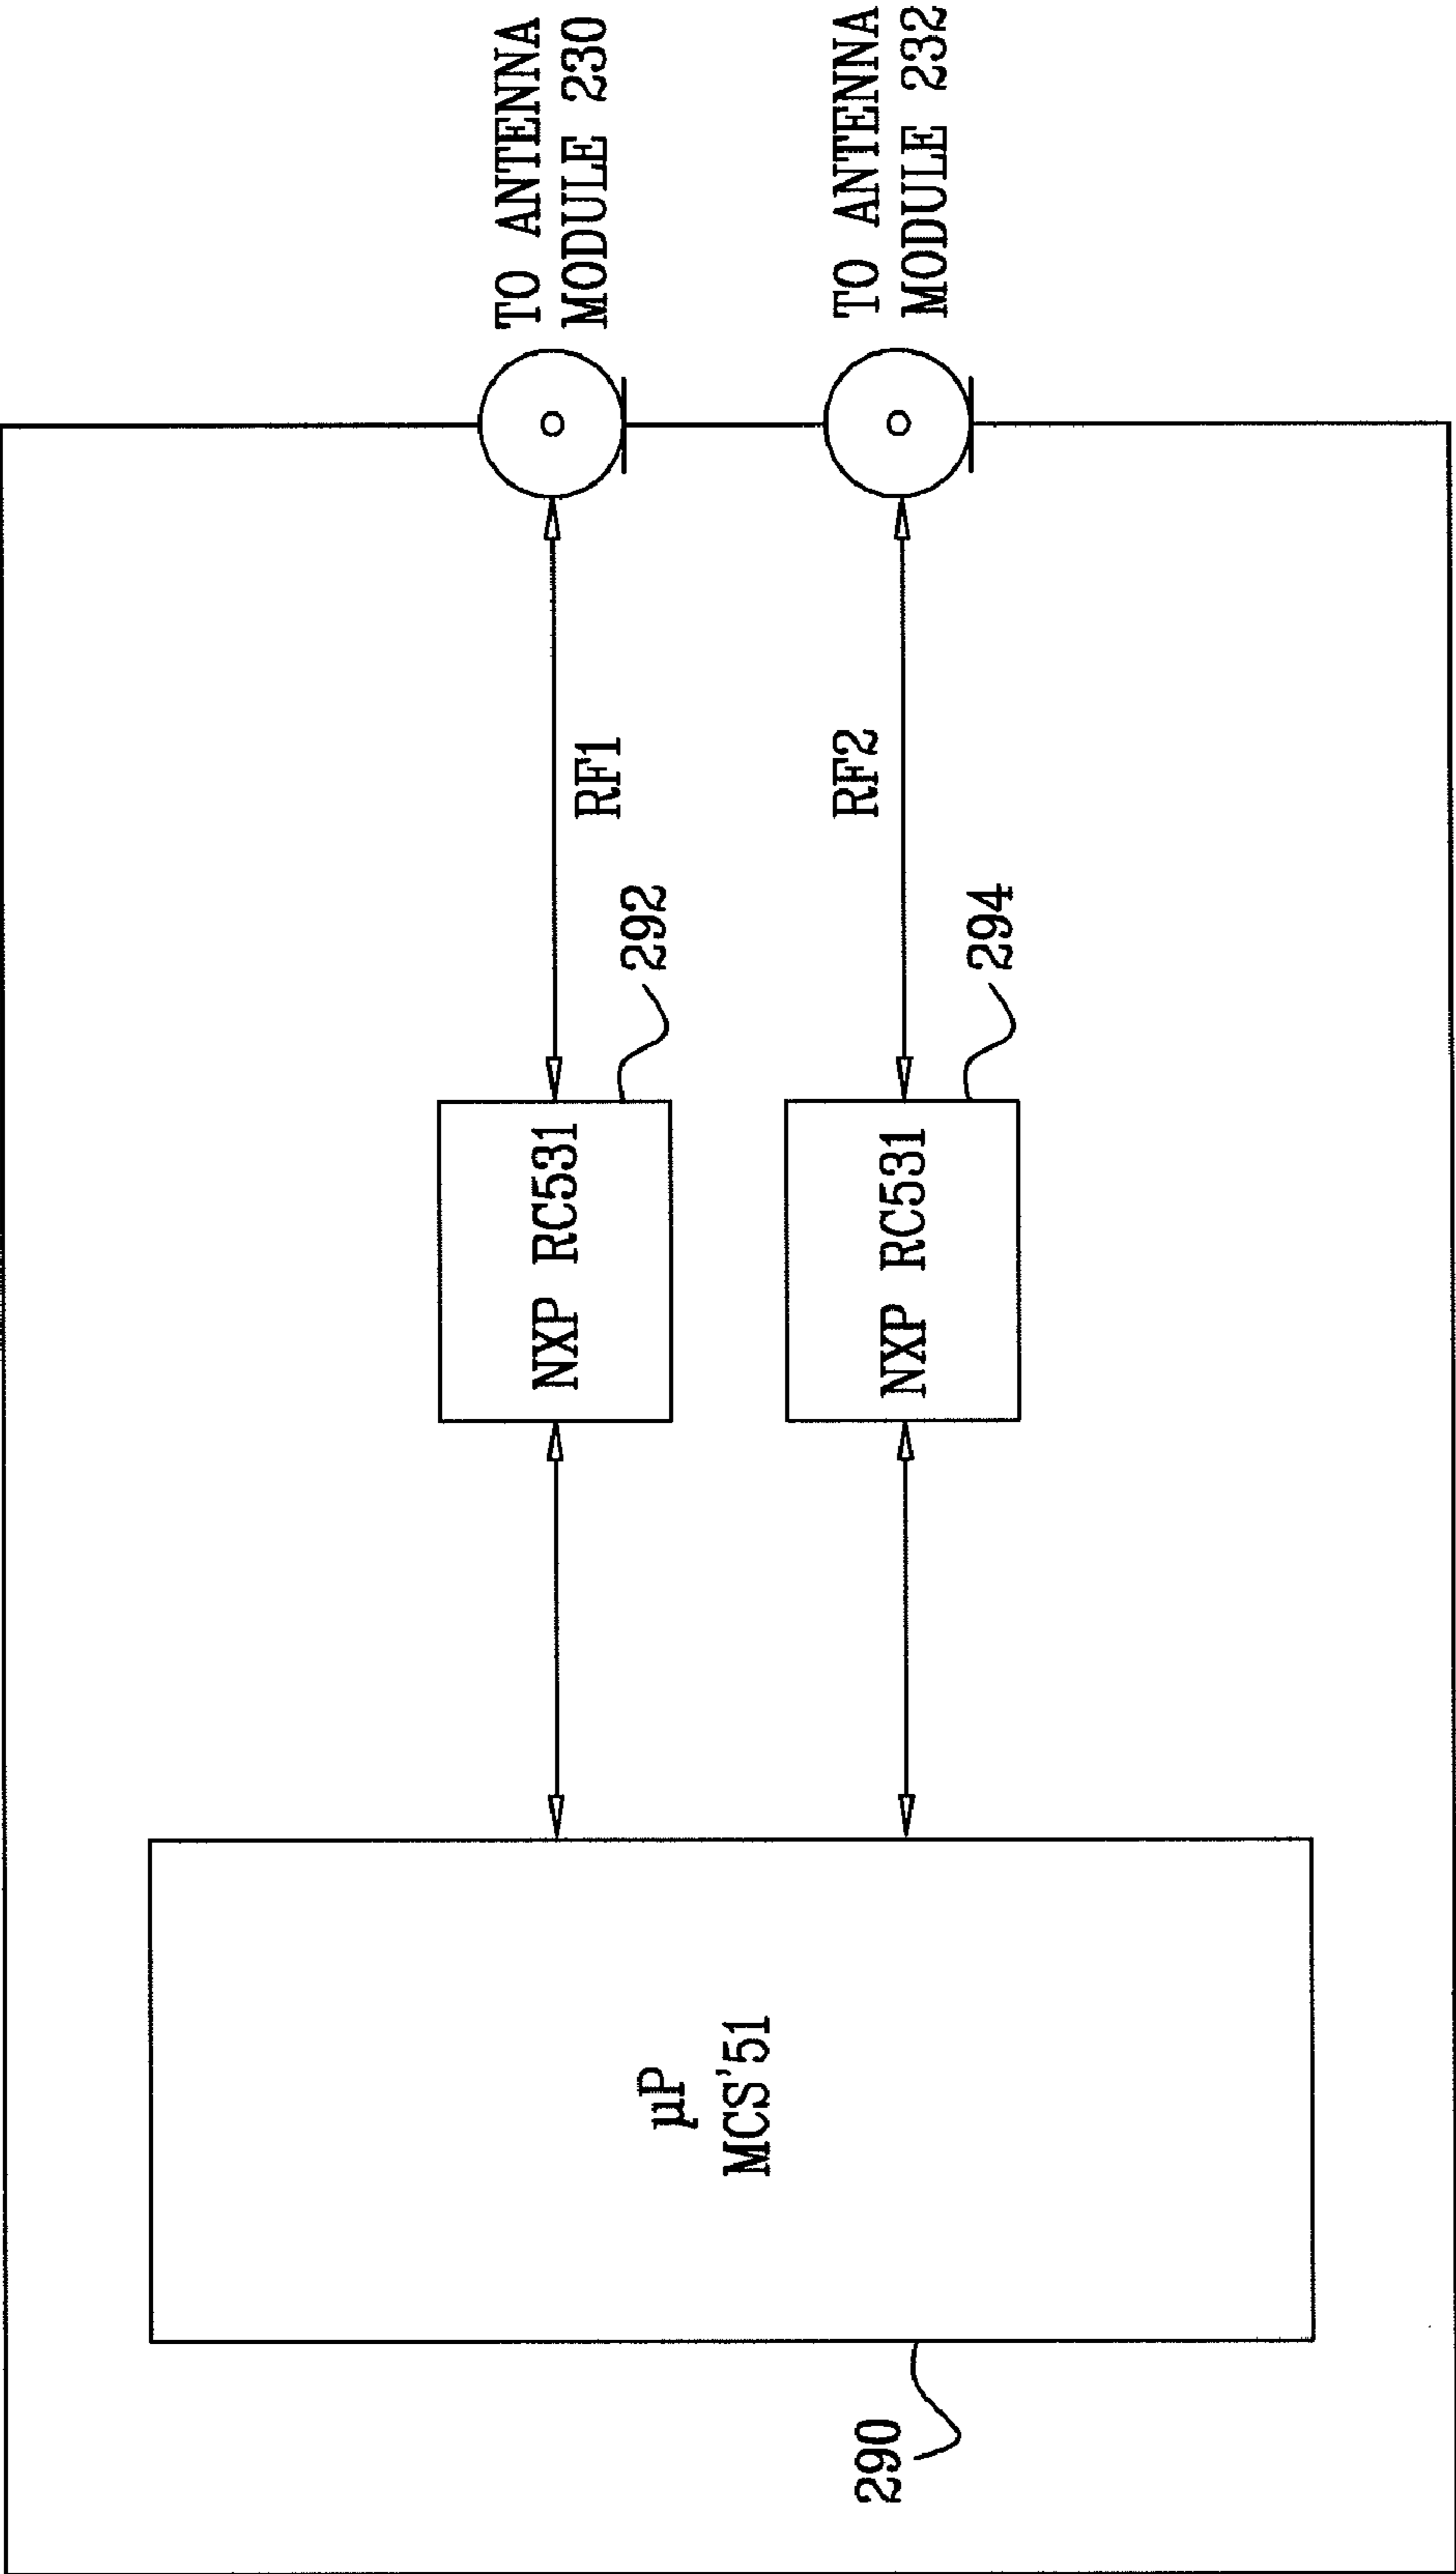 TO ANTENNA
MODULE 230
TO ANTENNA
MODULE 232
RF1
RF2
292
294
NXP RC531
NXP RC531
µP
MCS'51
290